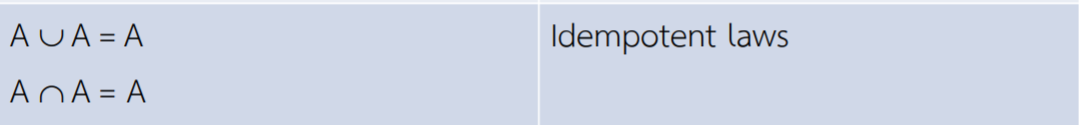 A ∪ A = A
Idempotent laws
A ∩ A = A